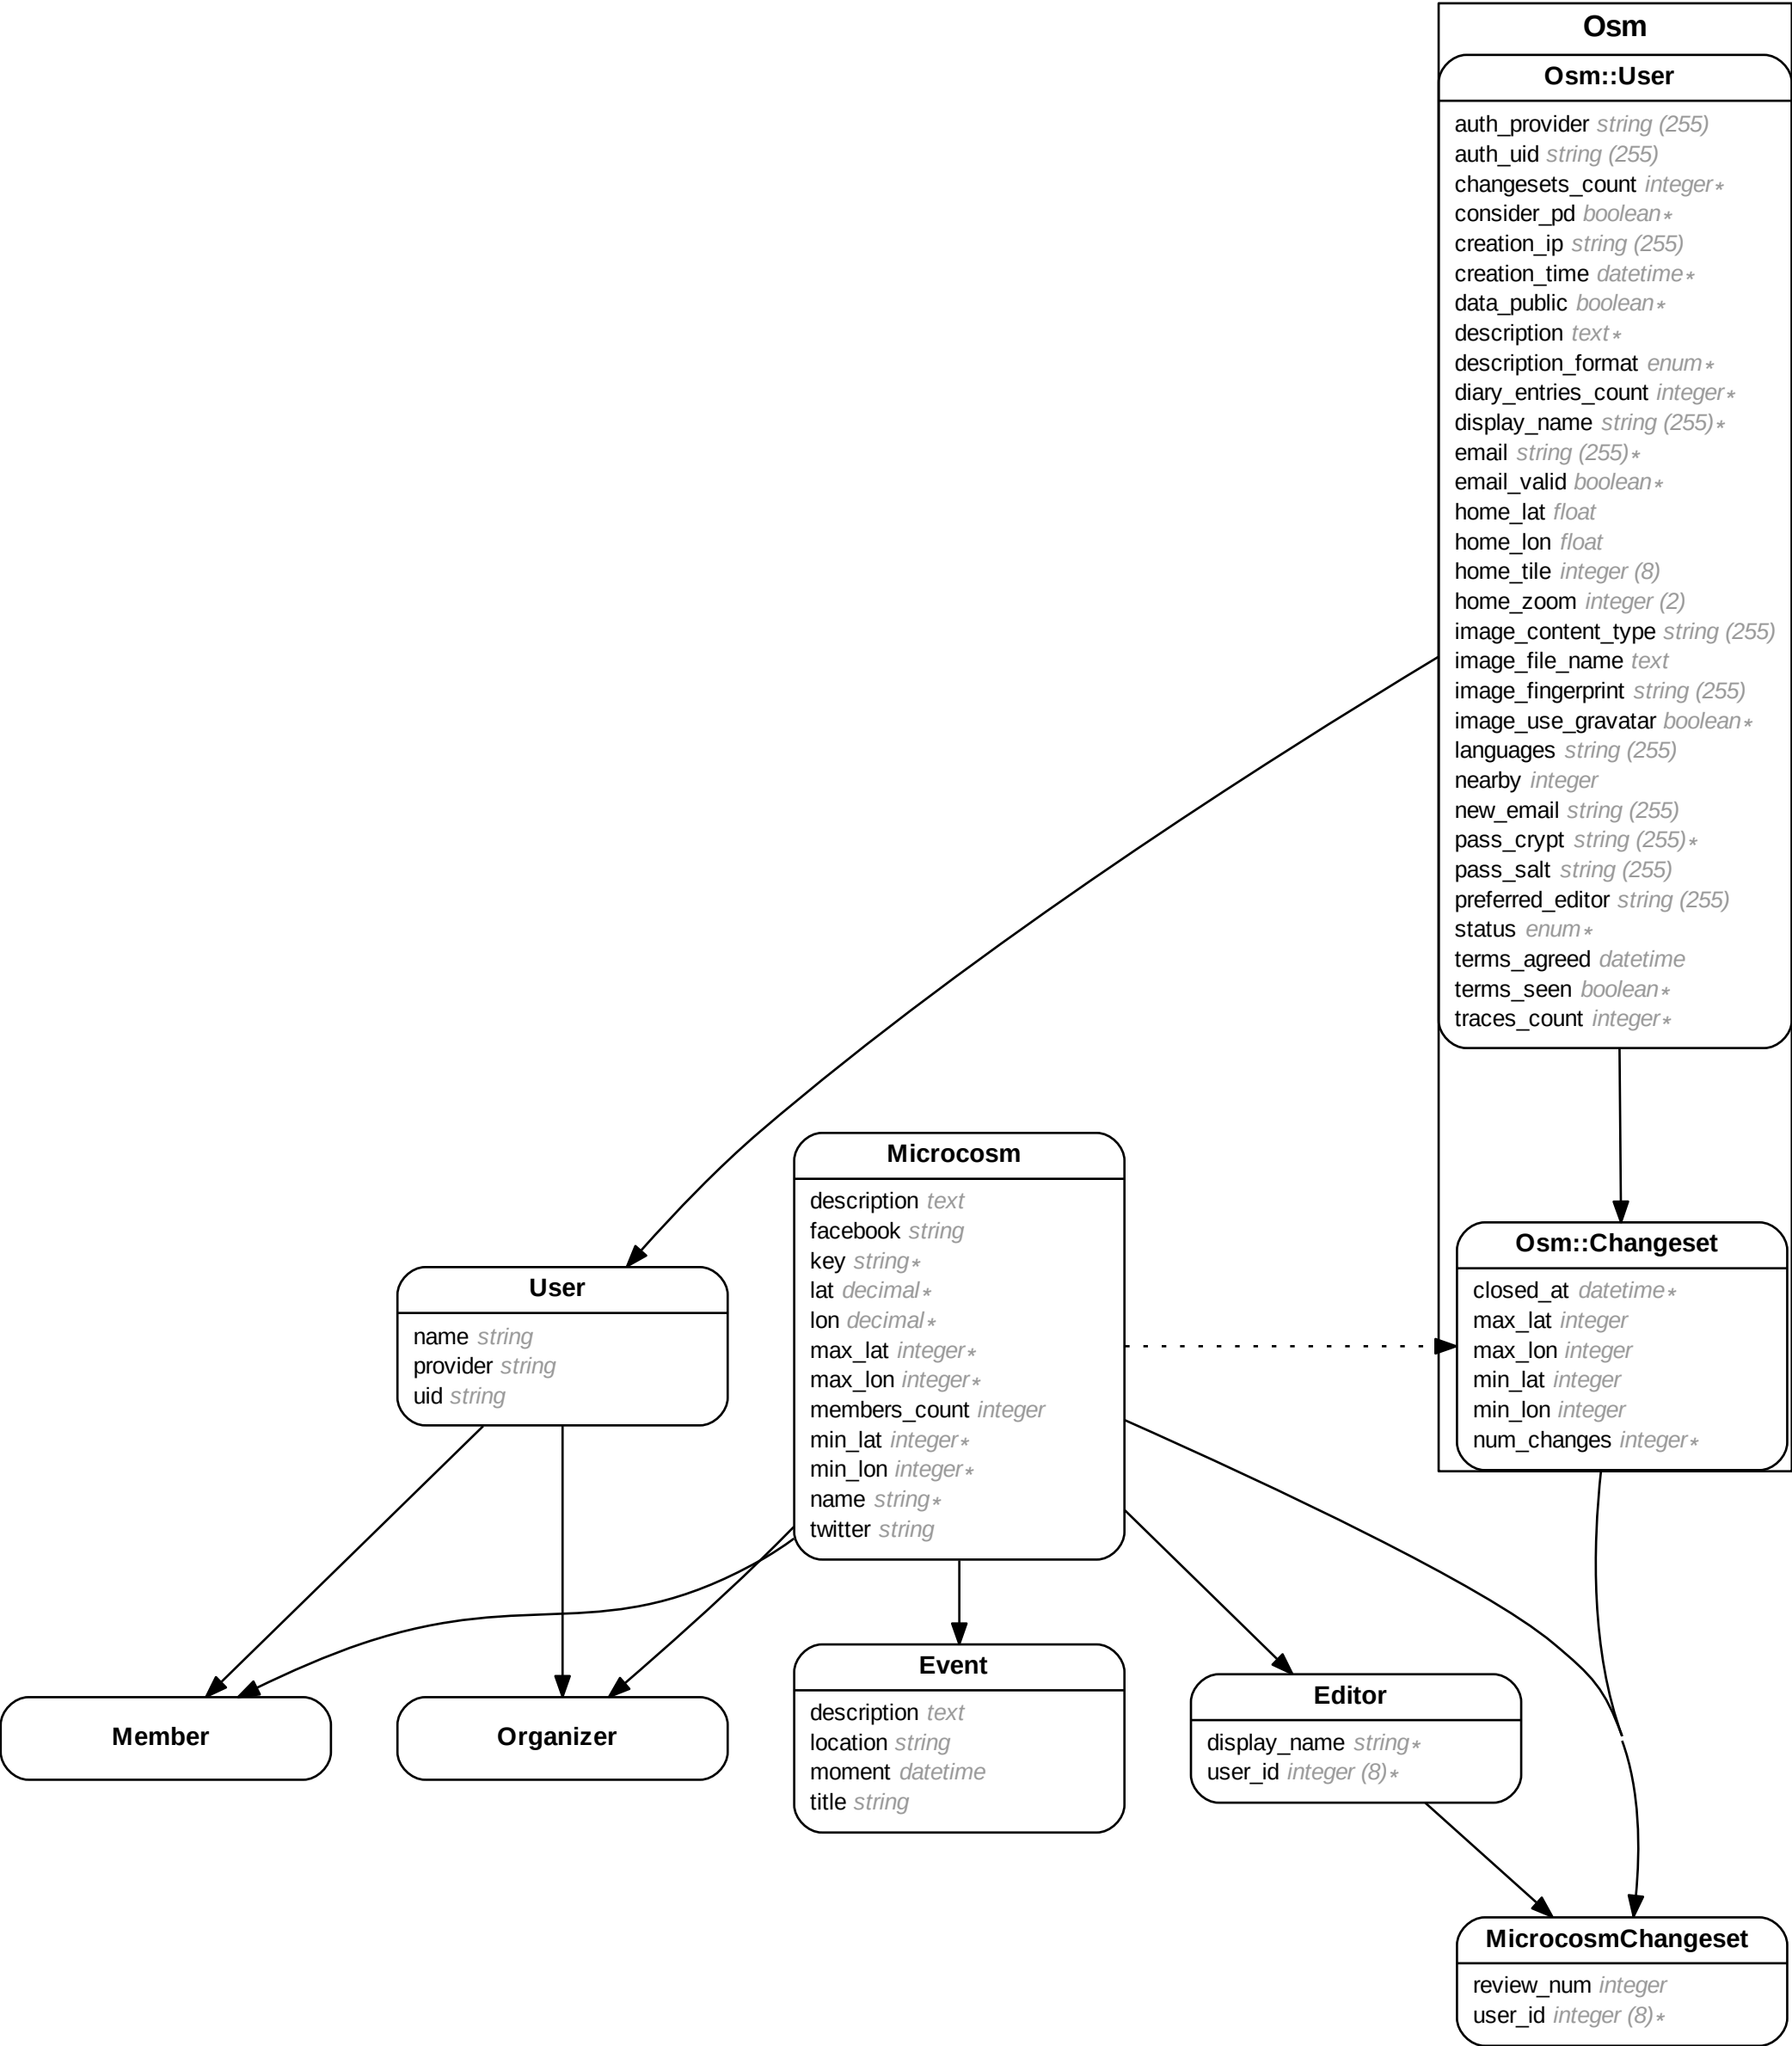 Osm
Osm::User
auth_provider string (255)
auth_uid string (255)
changesets_count integer∗
consider_pd boolean∗
creation_ip string (255)
creation_time datetime∗
data_public boolean∗
description text∗
description_format enum∗
diary_entries_count integer∗
display_name string (255)∗
email string (255)∗
email_valid boolean∗
home_lat float
home_lon float
home_tile integer (8)
home_zoom integer (2)
image_content_type string (255)
image_file_name text
image_fingerprint string (255)
image_use_gravatar boolean∗
languages string (255)
nearby integer
new_email string (255)
pass_crypt string (255)∗
pass_salt string (255)
preferred_editor string (255)
status enum∗
terms_agreed datetime
terms_seen boolean∗
traces_count integer∗
Microcosm
description text
facebook string
key string∗
lat decimal∗
lon decimal∗
max_lat integer∗
max_lon integer∗
members_count integer
min_lat integer∗
min_lon integer∗
name string∗
twitter string
Osm::Changeset
closed_at datetime∗
max_lat integer
max_lon integer
min_lat integer
min_lon integer
num_changes integer∗
User
name string
provider string
uid string
Member
Organizer
Event
description text
location string
moment datetime
title string
Editor
display_name string∗
user_id integer (8)∗
MicrocosmChangeset
review_num integer
user_id integer (8)∗